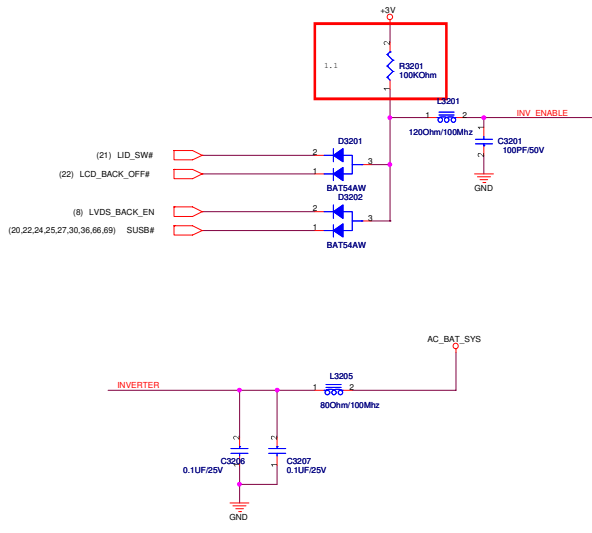 +3V
2
1.1
R3201
100KOhm
1
L3201
1
2
INV_ENABLE
120Ohm/100Mhz
1
C3201
100PF/50V
2
GND
D3201
(21) LID_SW#
2
3
(22) LCD_BACK_OFF#
1
BAT54AW
D3202
(8) LVDS_BACK_EN
2
3
(20,22,24,25,27,30,36,66,69) SUSB#
1
BAT54AW
AC_BAT_SYS
L3205
INVERTER
1
2
80Ohm/100Mhz
2
2
C3206
C3207
0.1UF/25V
0.1UF/25V
1
1
GND